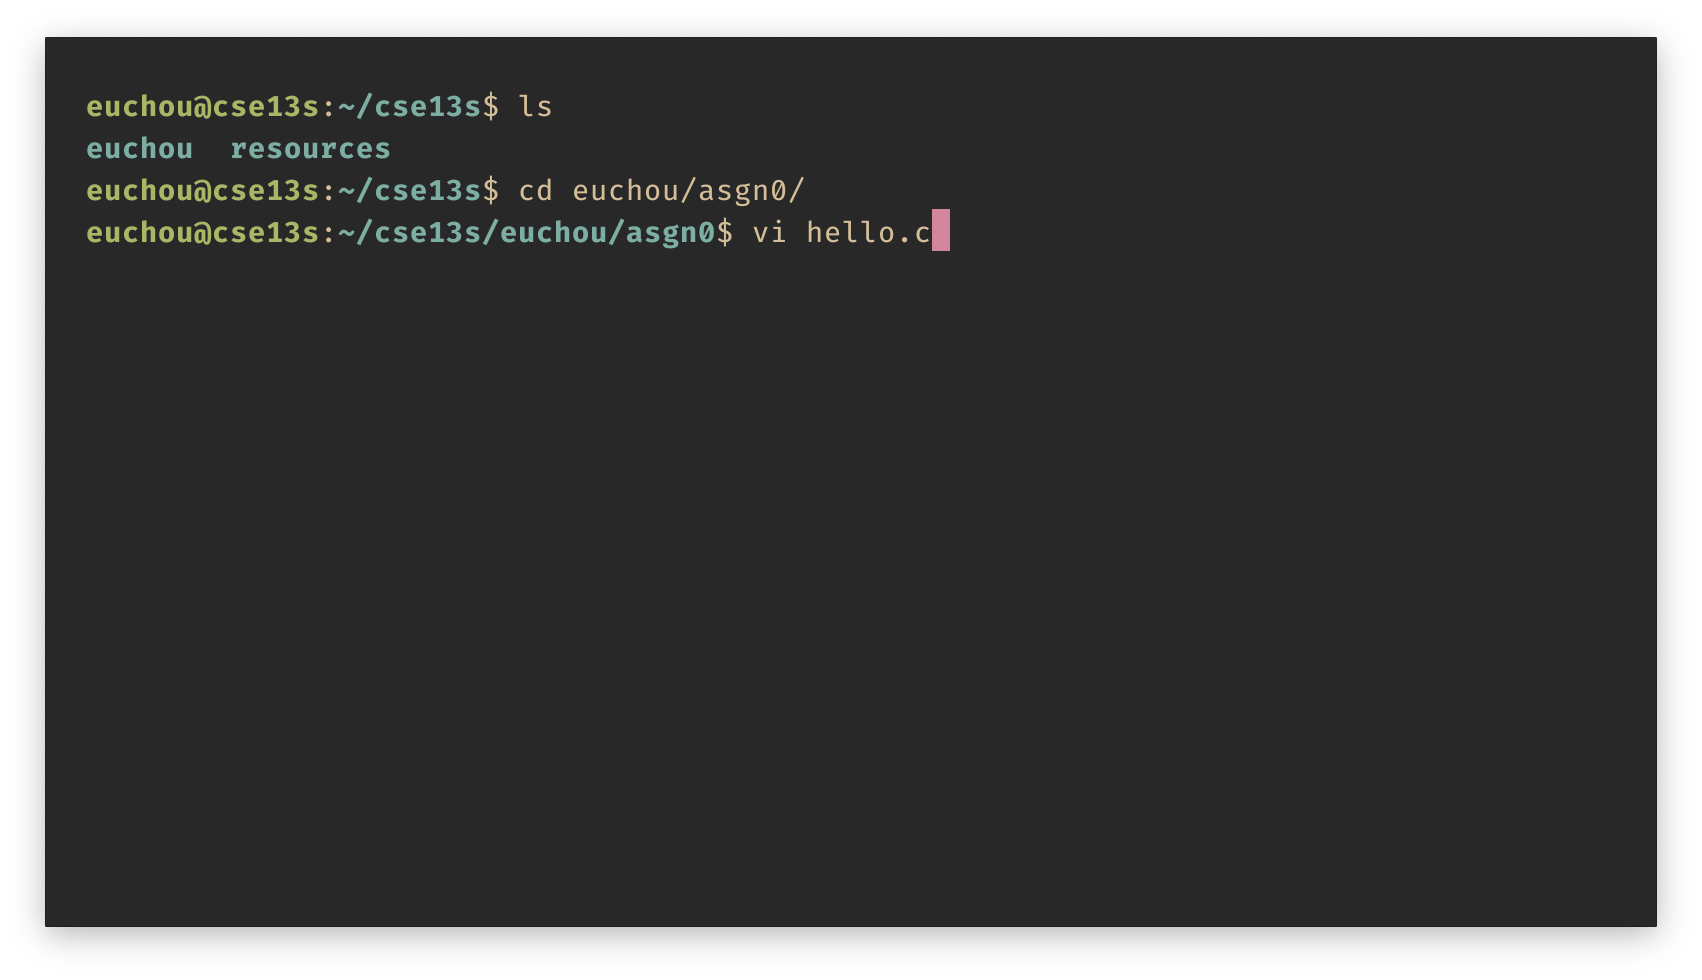 euchou@cse13s:~/cse13s$ ls
euchou  resources
euchou@cse13s:~/cse13s$ cd euchou/asgn0/
euchou@cse13s:~/cse13s/euchou/asgn0$ vi hello.c